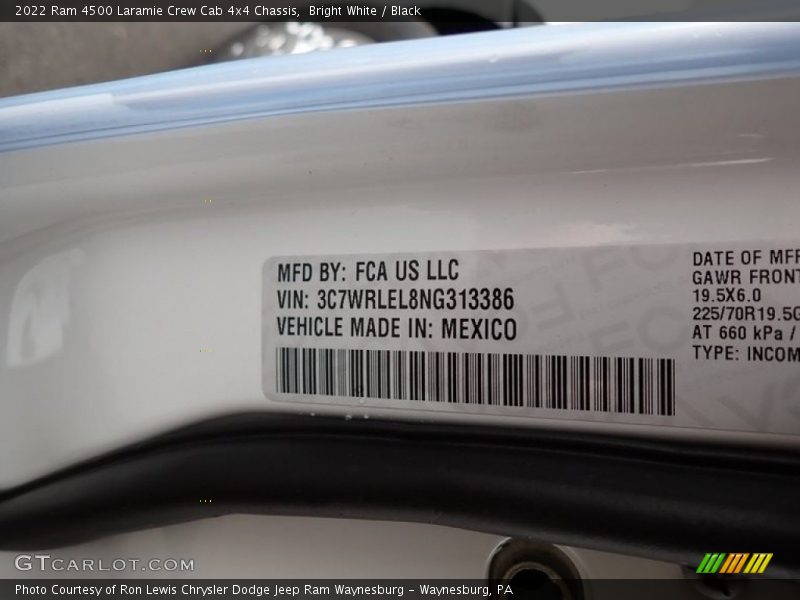 2022 Ram 4500 Laramie Crew Cab 4x4 Chassis, Bright White / Black
MFD BY: FCA US LLC
VIN: 3C7WRLEL8NG313386
VEHICLE MADE IN: MEXICO
DATE OF MFR
GAWR FRONT
19.5X6.0
225/70R19.5G
AT 660 kPa /
TYPE: INCOM
GTCARLOT.COM
Photo Courtesy of Ron Lewis Chrysler Dodge Jeep Ram Waynesburg - Waynesburg, PA